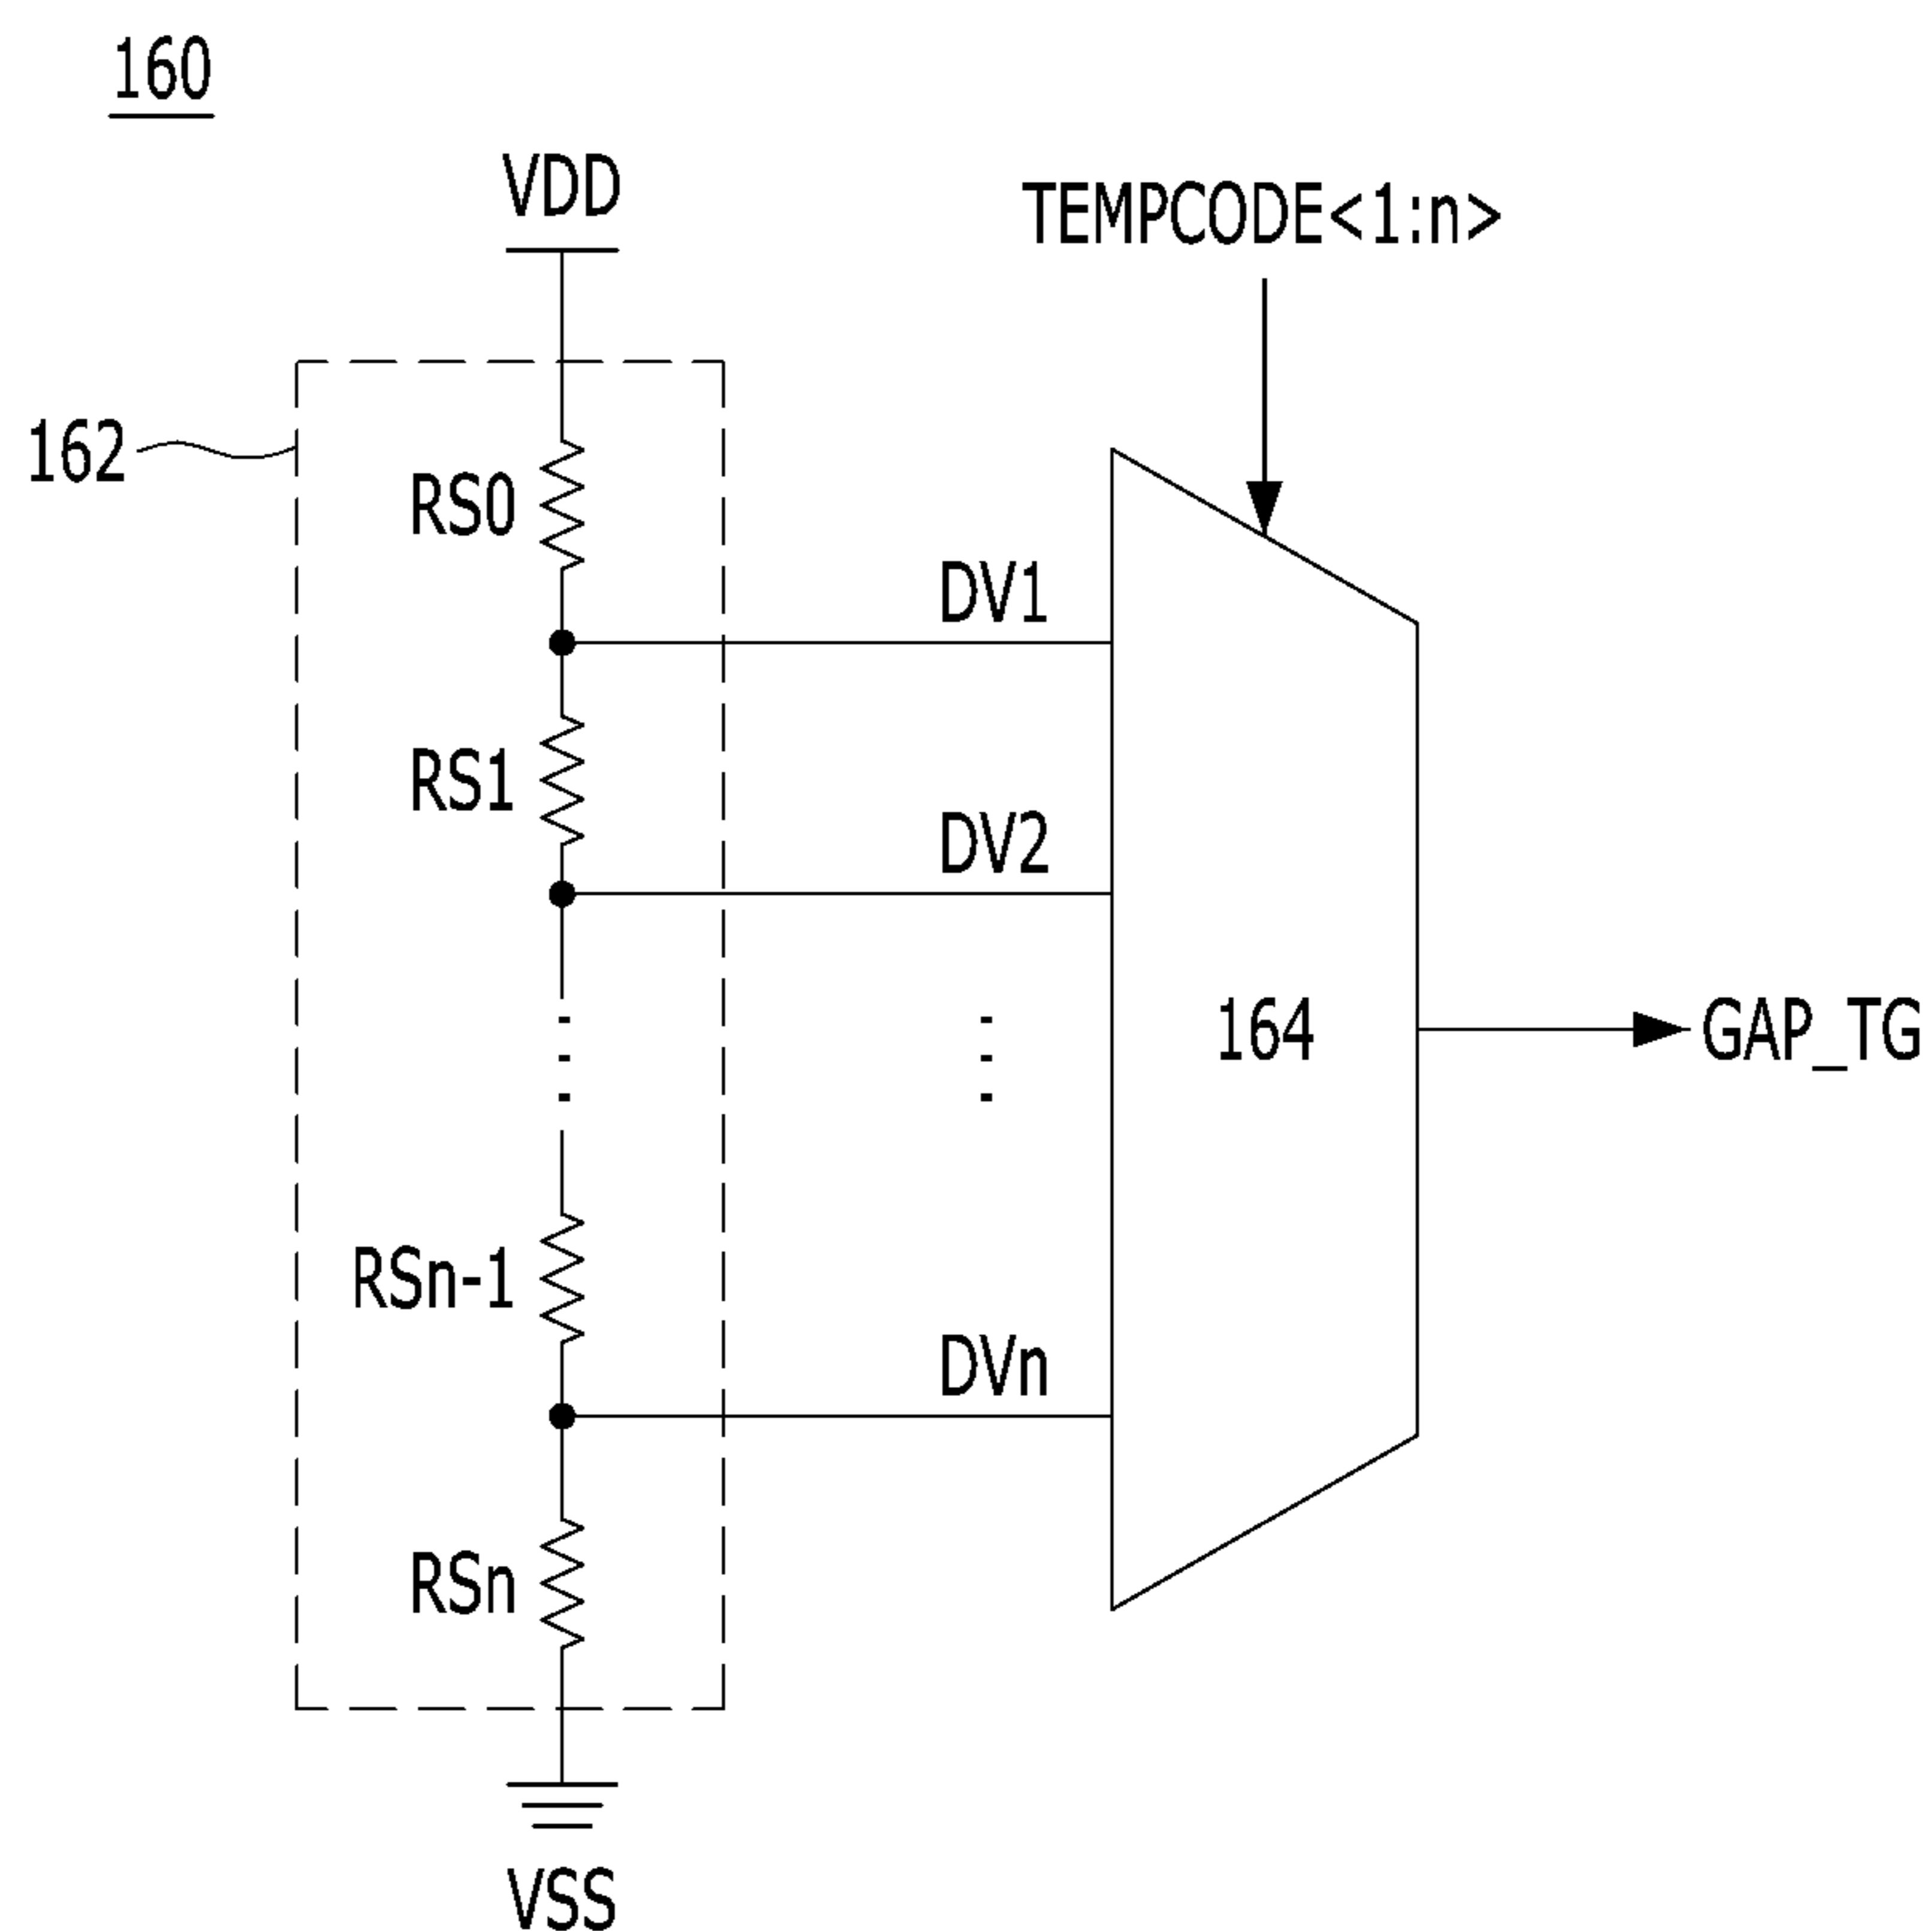 160
VDD
TEMPCODE<1:n>
162
RS0
DV1
RS1
DV2
164
GAP_TG
RSn-1
DVn
RSn
VSS